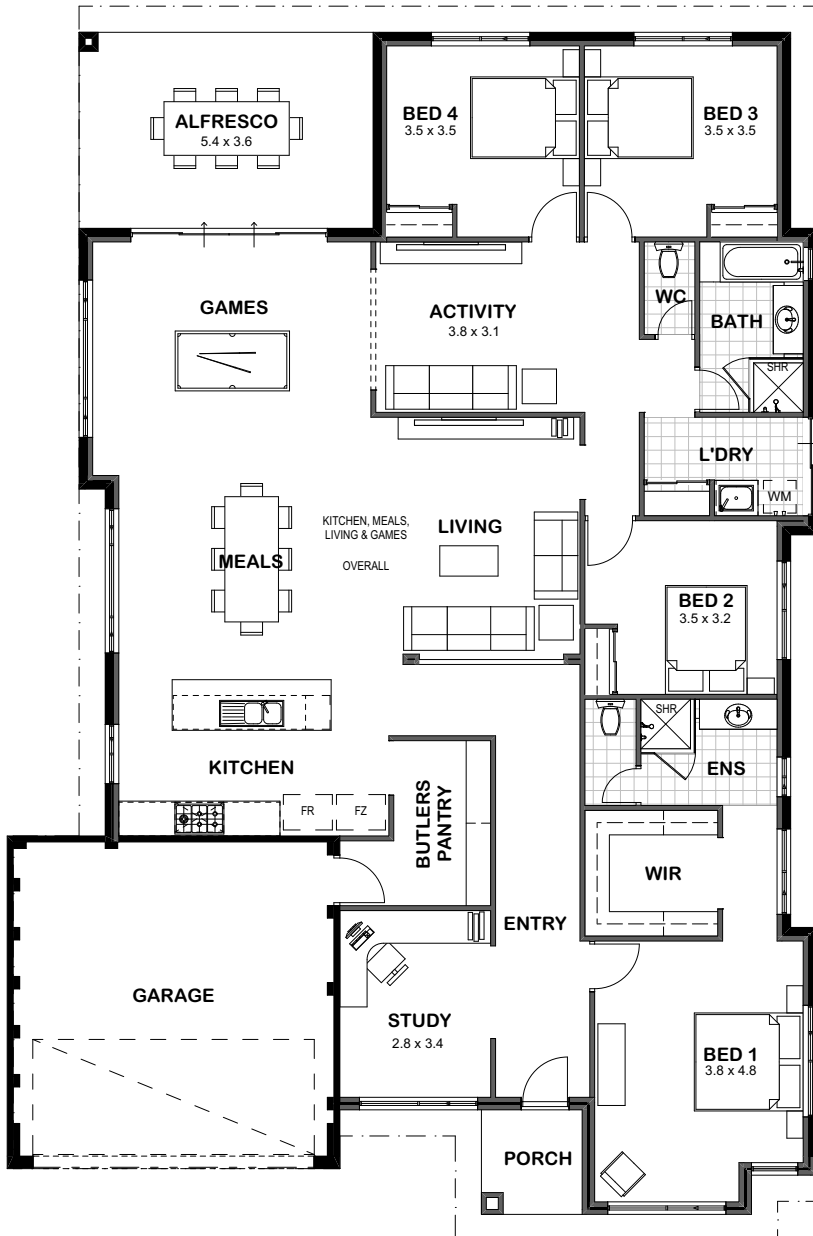 ALFRESCO
5.4 x 3.6
BED 4
3.5 x 3.5
BED 3
3.5 x 3.5
GAMES
ACTIVITY
3.8 x 3.1
WC
BATH
SHR
L'DRY
WM
MEALS
KITCHEN, MEALS,
LIVING & GAMES
OVERALL
LIVING
BED 2
3.5 x 3.2
SHR
ENS
KITCHEN
FR
FZ
BUTLERS
PANTRY
WIR
ENTRY
GARAGE
STUDY
2.8 x 3.4
BED 1
3.8 x 4.8
PORCH